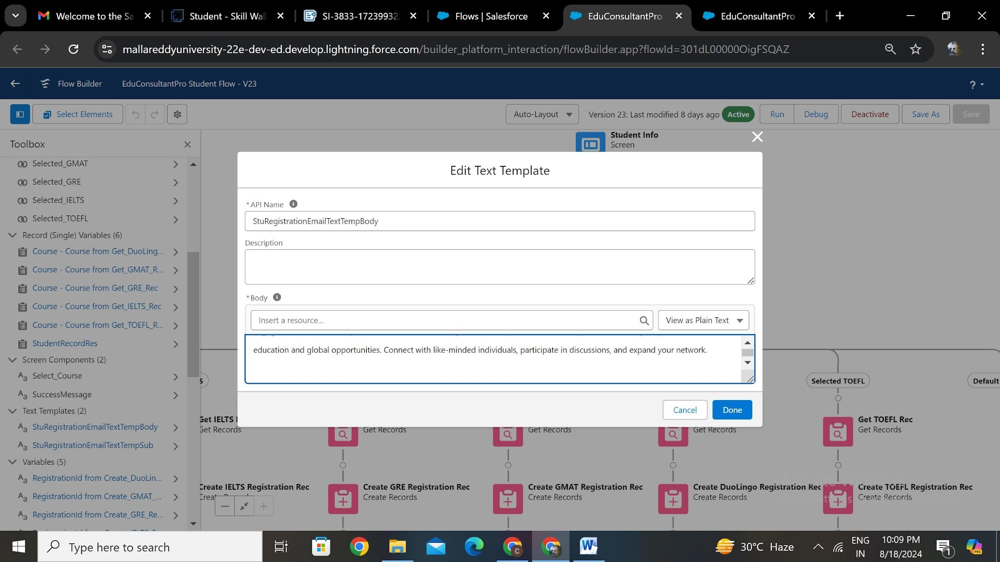 Welcome to the Sa
Student - Skill Wall
SI-3833-172399322
Flows | Salesforce
EduConsultantPro
EduConsultantPro
mallareddyuniversity-22e-dev-ed.develop.lightning.force.com/builder_platform_interaction/flowBuilder.app?flowId=301dL00000OigFSQAZ
Flow Builder
EduConsultantPro Student Flow - V23
?
Select Elements
Auto-Layout
Version 23: Last modified 8 days ago
Active
Run
Debug
Deactivate
Save As
Save
Toolbox
Selected_GMAT
Selected_GRE
Selected_IELTS
Selected_TOEFL
Record (Single) Variables (6)
Course - Course from Get_DuoLing...
Course - Course from Get_GMAT_R...
Course - Course from Get_GRE_Rec
Course - Course from Get_IELTS_Rec
Course - Course from Get_TOEFL_R...
StudentRecordRes
Screen Components (2)
Select_Course
SuccessMessage
Text Templates (2)
StuRegistrationEmailTextTempBody
StuRegistrationEmailTextTempSub
Variables (5)
RegistrationId from Create_DuoLin...
RegistrationId from Create_GMAT_...
RegistrationId from Create_GRE_Re...
Student Info
Screen
Edit Text Template
*API Name
StuRegistrationEmailTextTempBody
Description
*Body
Insert a resource...
View as Plain Text
education and global opportunities. Connect with like-minded individuals, participate in discussions, and expand your network.
Cancel
Done
S
Selected TOEFL
Default
Get IELTS
Get Records
Get Records
Get Records
Get Records
Get TOEFL Rec
Get Records
Create IELTS Registration Rec
Create GRE Registration Rec
Create Records
Create GMAT Registration Rec
Create Records
Create DuoLingo Registration Rec
Create Records
Create TOEFL Registration Rec
Create Records
Activate Windows
Type here to search
30°C Haze
ENG
IN
10:09 PM
8/18/2024
1
PRE